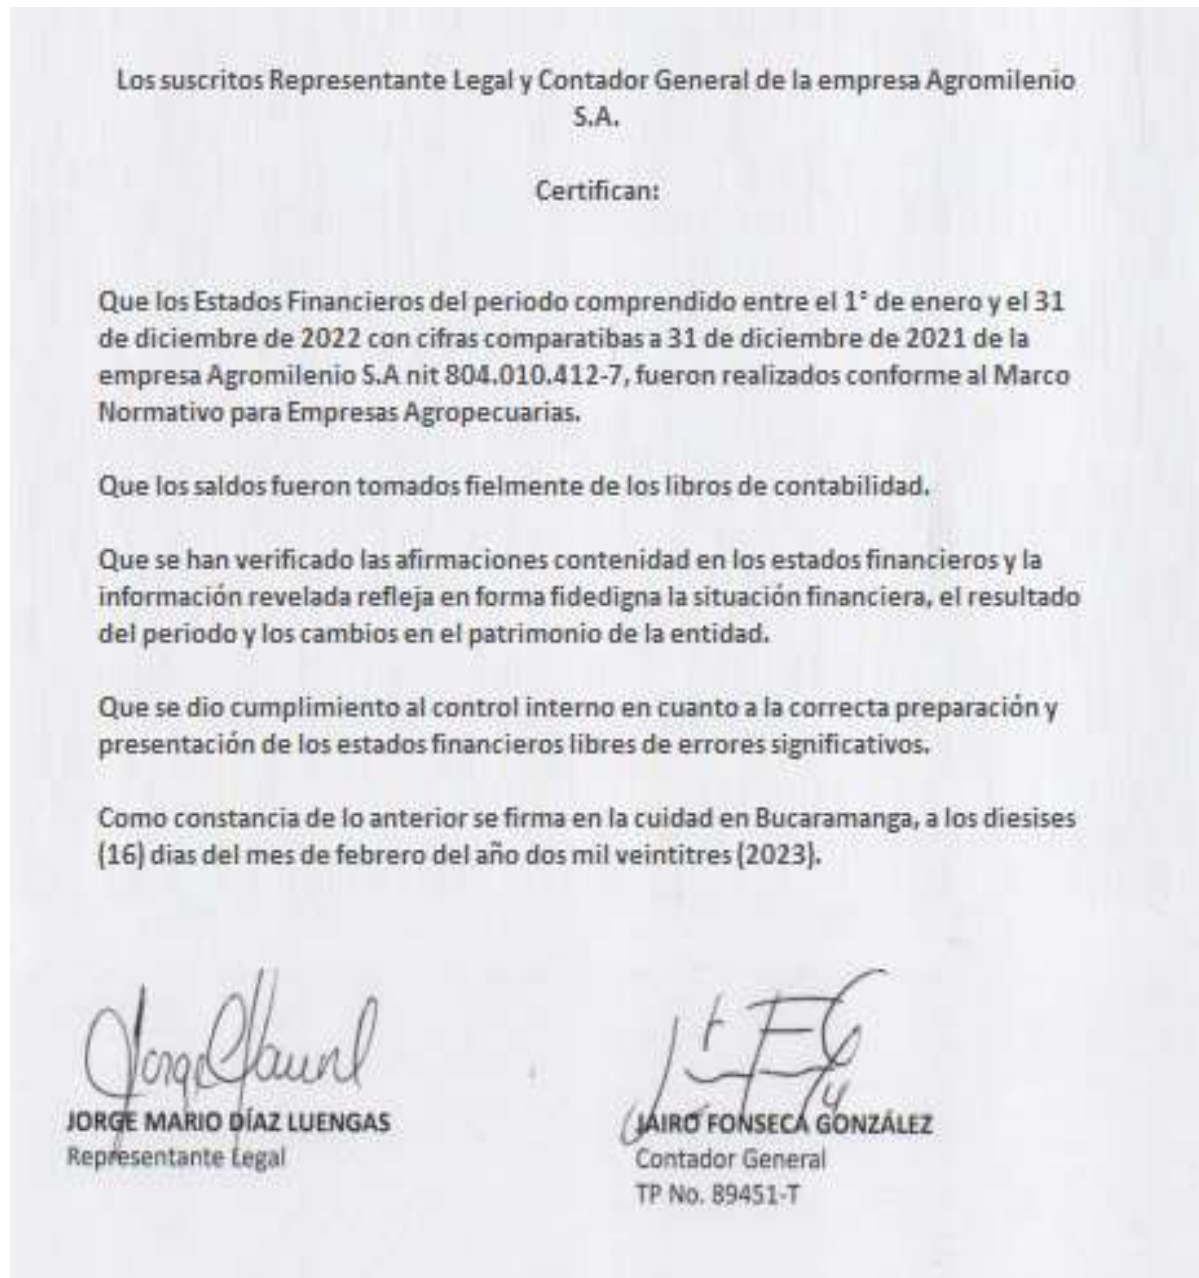 Los suscritos Representante Legal y Contador General de la empresa Agromilenio
S.A.
Certifican:
Que los Estados Financieros del periodo comprendido entre el 1° de enero y el 31
de diciembre de 2022 con cifras comparatibas a 31 de diciembre de 2021 de la
empresa Agromilenio S.A nit 804.010.412-7, fueron realizados conforme al Marco
Normativo para Empresas Agropecuarias.
Que los saldos fueron tomados fielmente de los libros de contabilidad.
Que se han verificado las afirmaciones contenidad en los estados financieros y la
información revelada refleja en forma fidedigna la situación financiera, el resultado
del periodo y los cambios en el patrimonio de la entidad.
Que se dio cumplimiento al control interno en cuanto a la correcta preparación y
presentación de los estados financieros libres de errores significativos.
Como constancia de lo anterior se firma en la cuidad en Bucaramanga, a los diesises
(16) dias del mes de febrero del año dos mil veintitres (2023).
JORGE MARIO DÍAZ LUENGAS
Representante Legal
JAIRO FONSECA GONZÁLEZ
Contador General
TP No. 89451-T